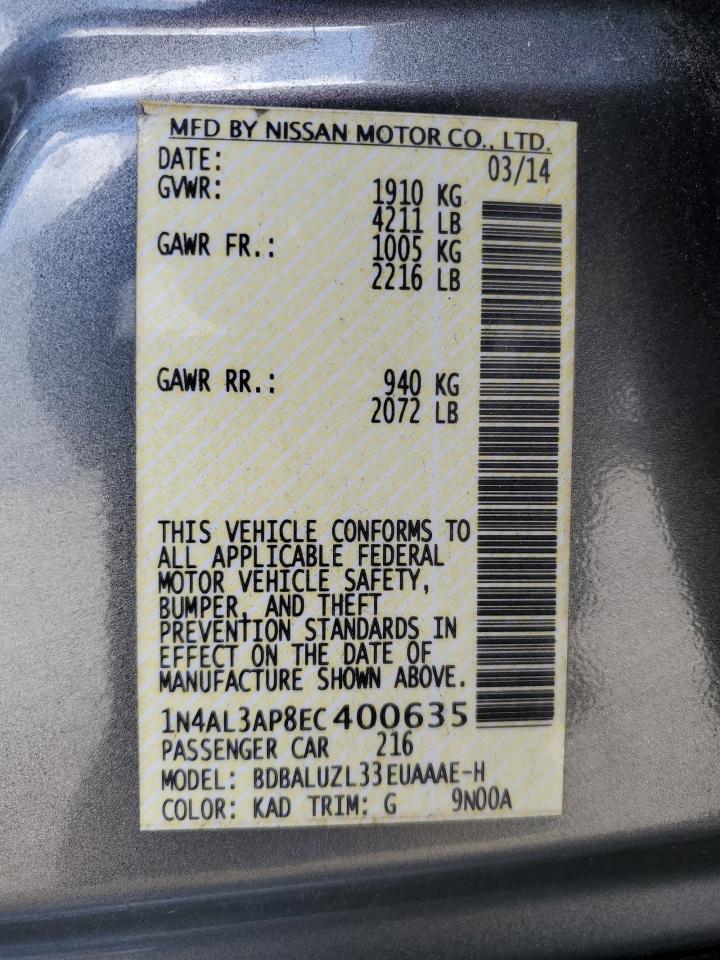 MFD BY NISSAN MOTOR CO., LTD.
DATE: 03/14
GVWR: 1910 KG
4211 LB
GAWR FR.: 1005 KG
2216 LB
GAWR RR.: 940 KG
2072 LB
THIS VEHICLE CONFORMS TO
ALL APPLICABLE FEDERAL
MOTOR VEHICLE SAFETY,
BUMPER, AND THEFT
PREVENTION STANDARDS IN
EFFECT ON THE DATE OF
MANUFACTURE SHOWN ABOVE.
1N4AL3AP8EC400635
PASSENGER CAR 216
MODEL: BDBALUZL33EUAAAE-H
COLOR: KAD TRIM: G 9N00A